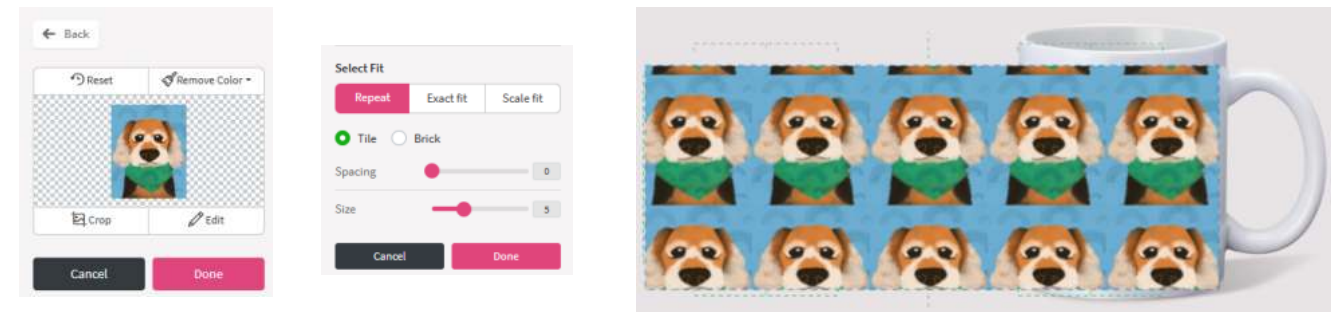 Back
Reset
Remove Color
Crop
Edit
Cancel
Done
Select Fit
Repeat
Exact fit
Scale fit
Tile
Brick
Spacing
0
Size
5
Cancel
Done